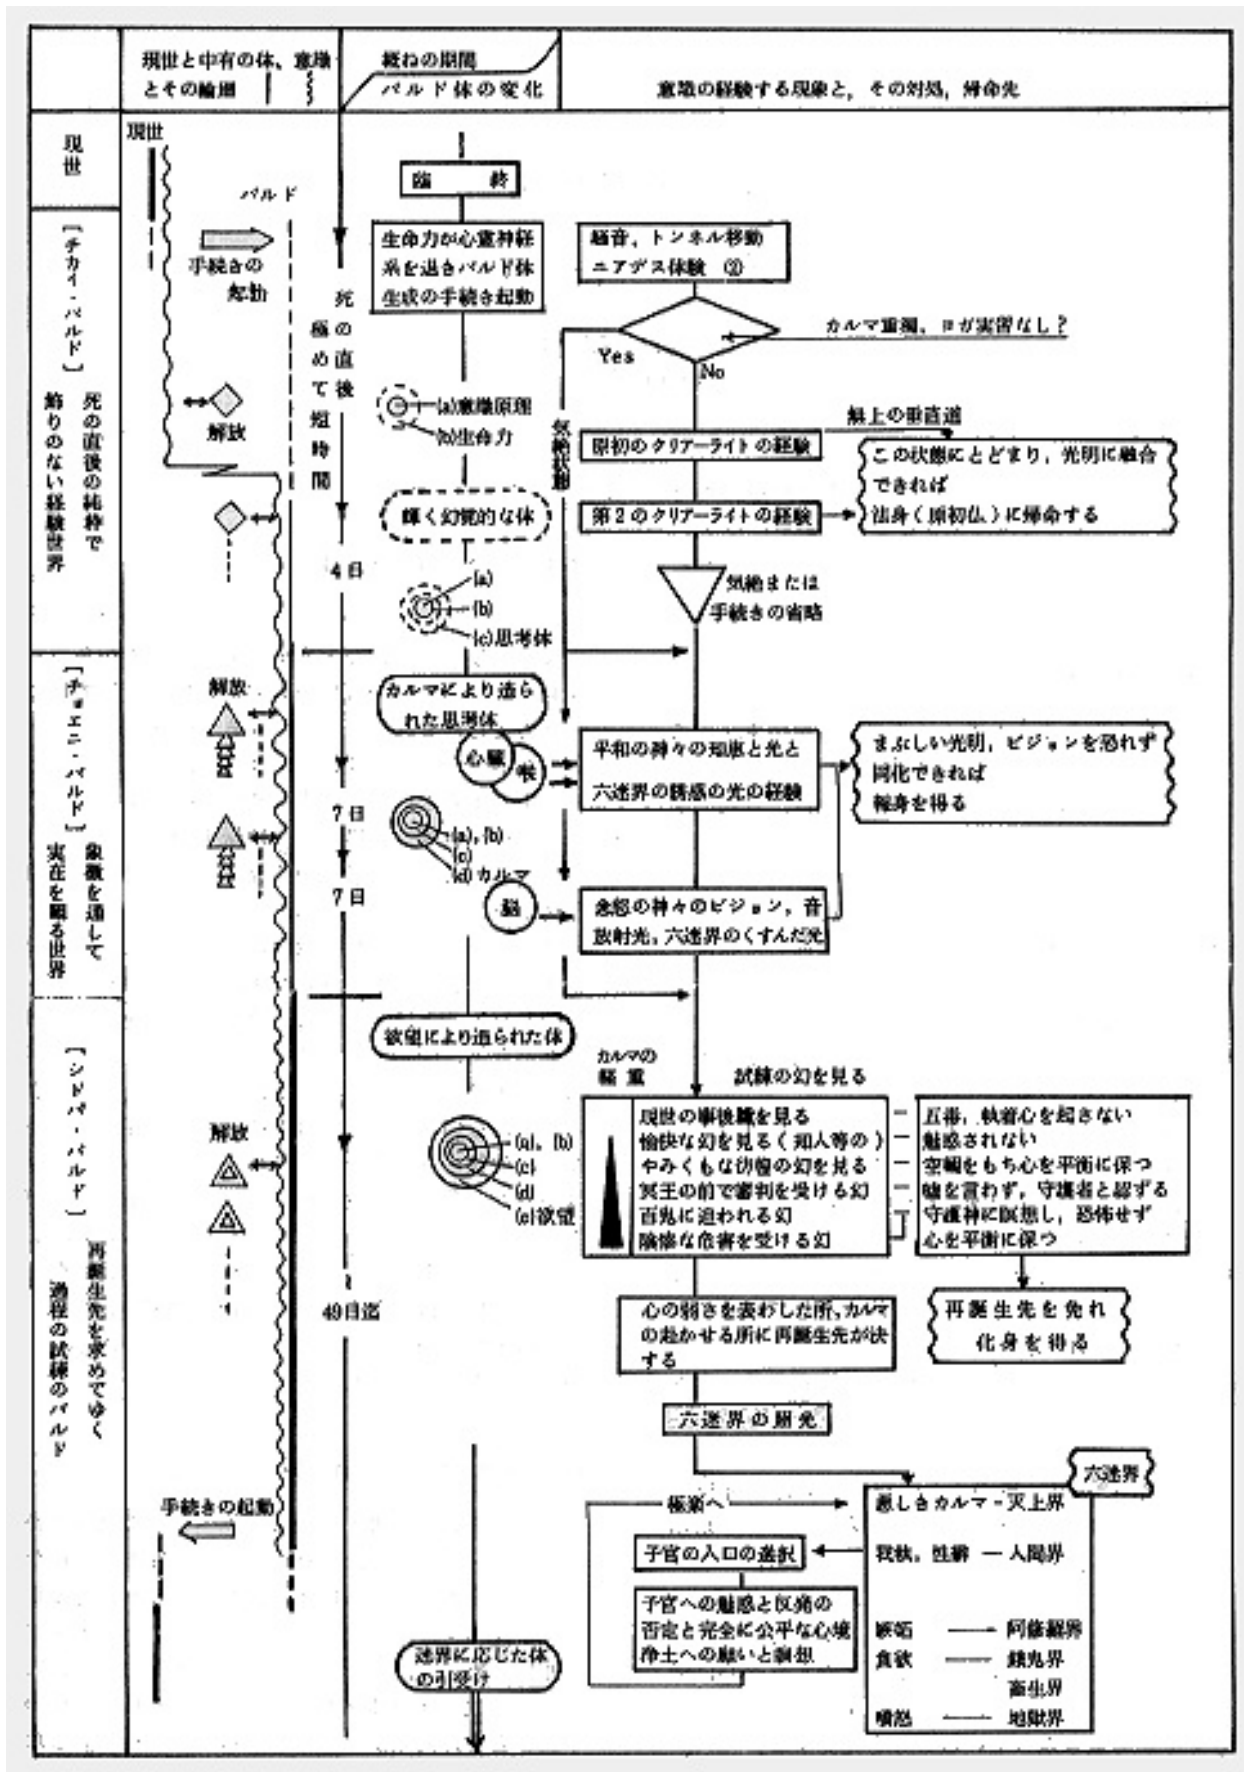 現世と中有の体、意識
とその輪廻
概ねの期間
バルド体の変化
意識の経験する現象と，その対処，帰命先
現世
現世
バルド
臨 終
〔チカイ・バルド〕
死の直後の純粋で
飾りのない経験世界
手続きの
起動
死の直後
極めて短時間
生命力が心霊神経
系を退きバルド体
生成の手続き起動
騒音、トンネル移動
ニアデス体験 ②
カルマ重濁、ヨガ実習なし？
Yes
No
解放
(a)意識原理
(b)生命力
気絶状態
無上の垂直道
原初のクリアーライトの経験
この状態にとどまり，光明に融合
できれば
法身（原初仏）に帰命する
輝く幻覚的な体
第2のクリアーライトの経験
4日
気絶または
手続きの省略
(a)
(b)
(c)思考体
〔チョエニ・バルド〕
象徴を通して
実在を観る世界
解放
カルマにより造ら
れた思考体
心臓
喉
平和の神々の知恵と光と
六迷界の誘惑の光の経験
まぶしい光明，ビジョンを恐れず
同化できれば
報身を得る
7日
(a), (b)
(c)
(d)カルマ
7日
脳
忿怒の神々のビジョン，音
放射光，六迷界のくすんだ光
〔シドパ・バルド〕
再誕生先を求めてゆく
過程の試練のバルド
欲望により造られた体
カルマの
軽重
試練の幻を見る
解放
(a), (b)
(c)
(d)
(e)欲望
現世の事後譚を見る
愉快な幻を見る（知人等の）
やみくもな彷徨の幻を見る
冥王の前で審判を受ける幻
百鬼に追われる幻
陰惨な危害を受ける幻
執着心を起さない
魅惑されない
空観をもち心を平衡に保つ
嘘を言わず，守護者と認ずる
守護神に瞑想し，恐怖せず
心を平衡に保つ
49日迄
心の弱さを表わした所，カルマ
の赴かせる所に再誕生先が決
する
再誕生先を免れ
化身を得る
六迷界の開発
六迷界
手続きの起動
極楽へ
悪しきカルマ - 天上界
子宮の入口の選択
我執，性癖 — 人間界
子宮への魅惑と反発の
否定と完全に公平な心境
浄土への願いと瞑想
嫉妬 — 阿修羅界
貪欲 — 餓鬼界
畜生界
憤怒 — 地獄界
迷界に応じた体
の引受け